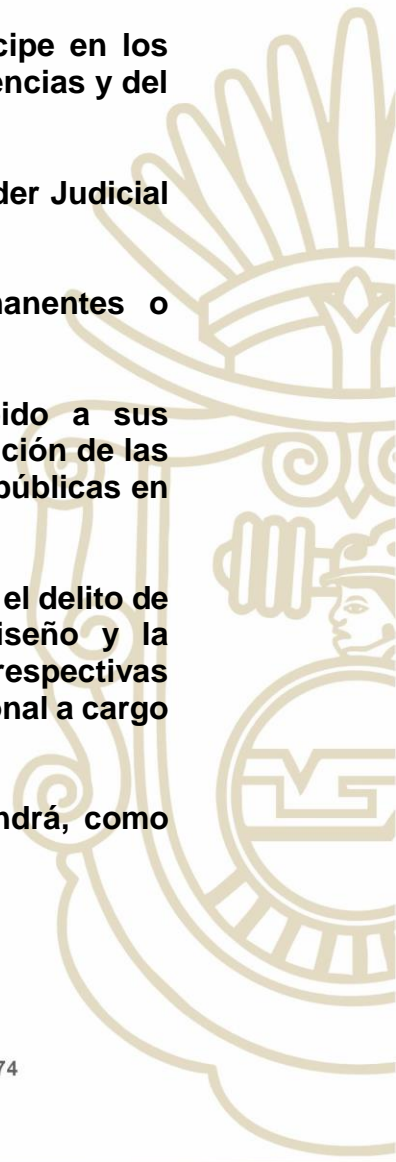 cipe en los
encias y del
der Judicial
nanentes o
ido a sus
ción de las
públicas en
el delito de
iseño y la
respectivas
onal a cargo
ndrá, como
74